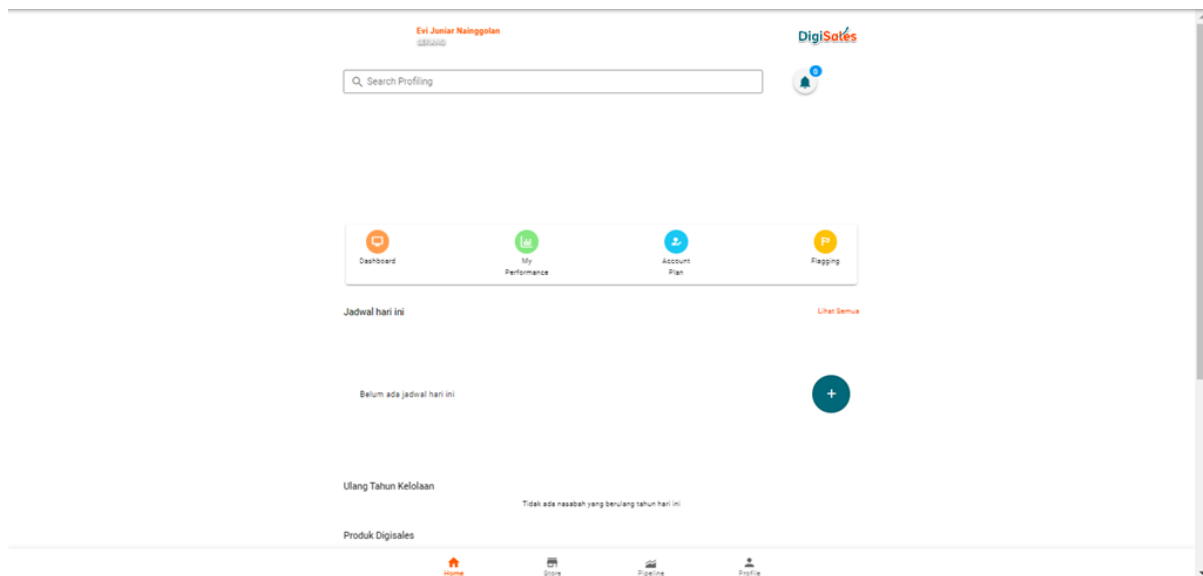 Evi Juniar Nainggolan
SERANG
DigiSales
Search Profiling
0
Dashboard
My
Performance
Account
Plan
Flagging
Jadwal hari ini
Lihat Semua
Belum ada jadwal hari ini
+
Ulang Tahun Kelolaan
Tidak ada nasabah yang berulang tahun hari ini
Produk Digisales
Home
Store
Pipeline
Profile